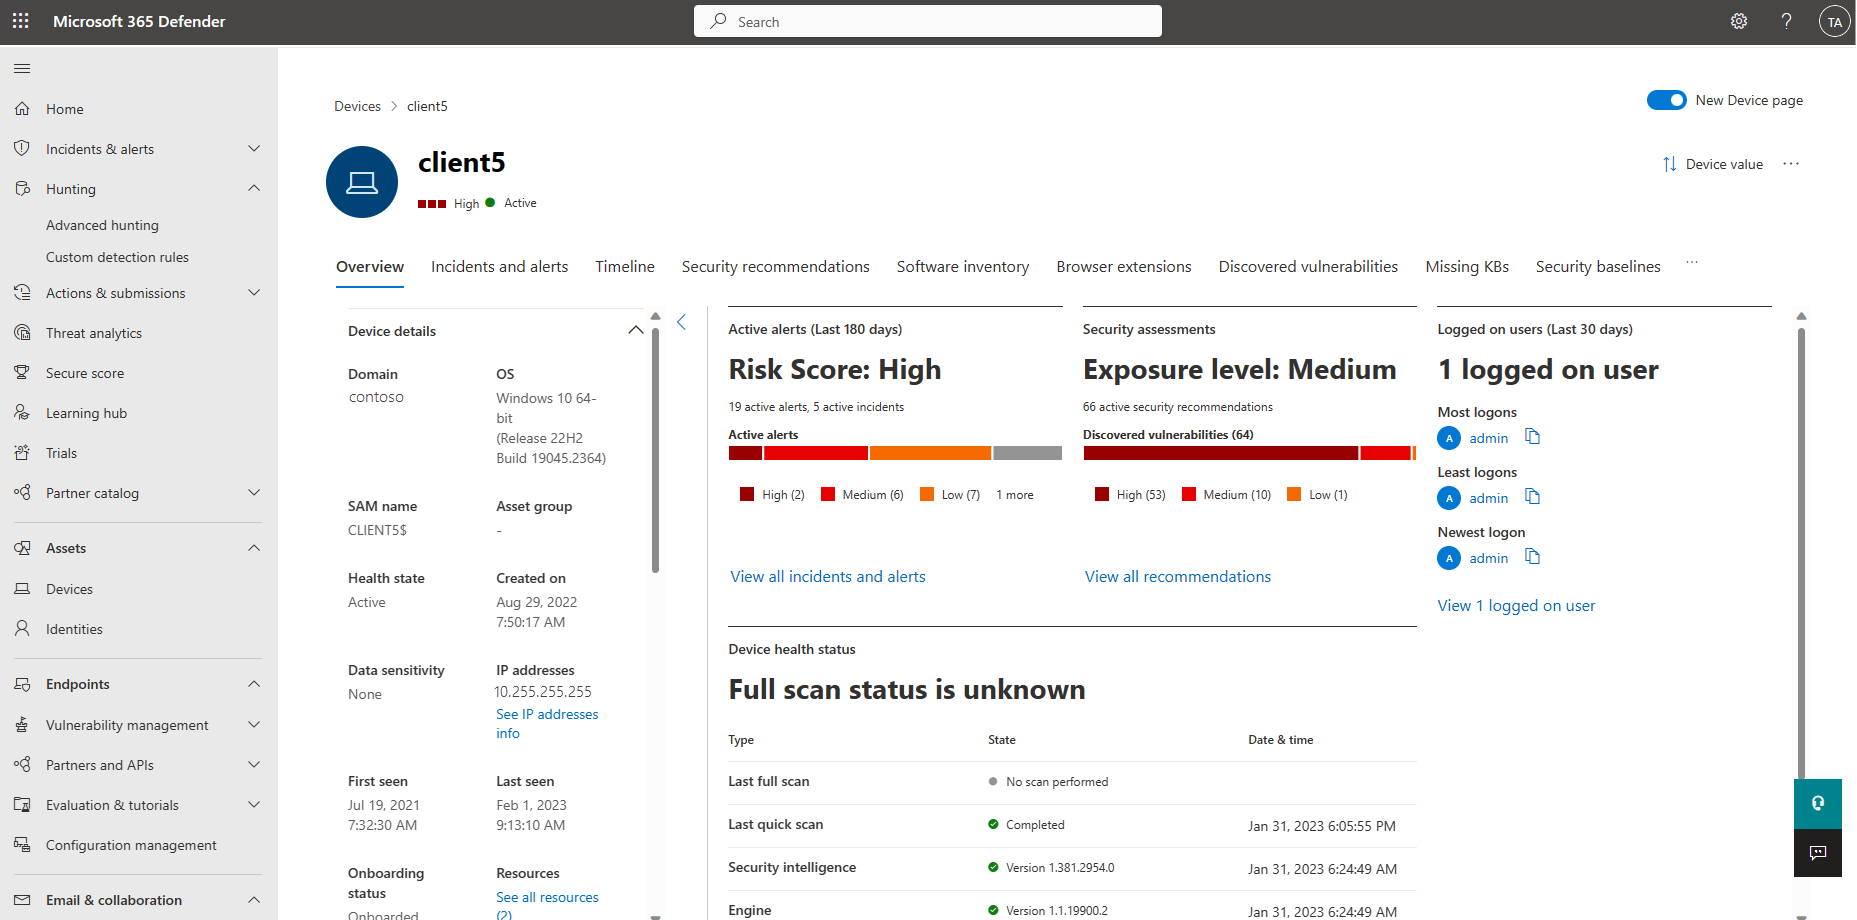 Microsoft 365 Defender
Search
TA
Home
Incidents & alerts
Hunting
Advanced hunting
Custom detection rules
Actions & submissions
Threat analytics
Secure score
Learning hub
Trials
Partner catalog
Assets
Devices
Identities
Endpoints
Vulnerability management
Partners and APIs
Evaluation & tutorials
Configuration management
Email & collaboration
Devices > client5
New Device page
client5
High Active
Device value ···
Overview Incidents and alerts Timeline Security recommendations Software inventory Browser extensions Discovered vulnerabilities Missing KBs Security baselines ···
Device details
Domain
contoso
OS
Windows 10 64-
bit
(Release 22H2
Build 19045.2364)
SAM name
CLIENT5$
Asset group
-
Health state
Active
Created on
Aug 29, 2022
7:50:17 AM
Data sensitivity
None
IP addresses
10.255.255.255
See IP addresses
info
First seen
Jul 19, 2021
7:32:30 AM
Last seen
Feb 1, 2023
9:13:10 AM
Onboarding
status
Onboarded
Resources
See all resources
(2)
Active alerts (Last 180 days)
Risk Score: High
19 active alerts, 5 active incidents
Active alerts
High (2) Medium (6) Low (7) 1 more
View all incidents and alerts
Security assessments
Exposure level: Medium
66 active security recommendations
Discovered vulnerabilities (64)
High (53) Medium (10) Low (1)
View all recommendations
Logged on users (Last 30 days)
1 logged on user
Most logons
A admin
Least logons
A admin
Newest logon
A admin
View 1 logged on user
Device health status
Full scan status is unknown
Type State Date & time
Last full scan No scan performed
Last quick scan Completed Jan 31, 2023 6:05:55 PM
Security intelligence Version 1.381.2954.0 Jan 31, 2023 6:24:49 AM
Engine Version 1.1.19900.2 Jan 31, 2023 6:24:49 AM